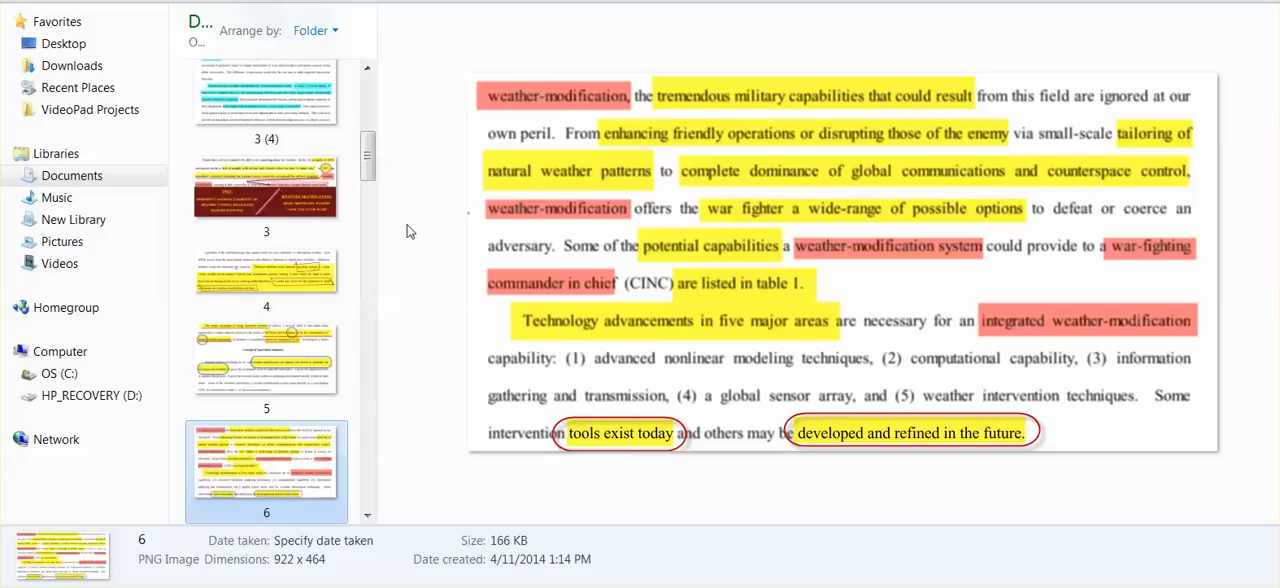 Favorites
Desktop
Downloads
Recent Places
VideoPad Projects
Libraries
Documents
Music
New Library
Pictures
Videos
Homegroup
Computer
OS (C:)
HP_RECOVERY (D:)
Network
D...
O...
Arrange by: Folder
3 (4)
3
4
5
6
weather-modification, the tremendous military capabilities that could result from this field are ignored at our
own peril. From enhancing friendly operations or disrupting those of the enemy via small-scale tailoring of
natural weather patterns to complete dominance of global communications and counterspace control,
weather-modification offers the war fighter a wide-range of possible options to defeat or coerce an
adversary. Some of the potential capabilities a weather-modification system could provide to a war-fighting
commander in chief (CINC) are listed in table 1.
Technology advancements in five major areas are necessary for an integrated weather-modification
capability: (1) advanced nonlinear modeling techniques, (2) computational capability, (3) information
gathering and transmission, (4) a global sensor array, and (5) weather intervention techniques. Some
intervention tools exist today and others may be developed and refined in the future.
6
Date taken: Specify date taken
Size: 166 KB
PNG Image
Dimensions: 922 x 464
Date created: 1:14 PM